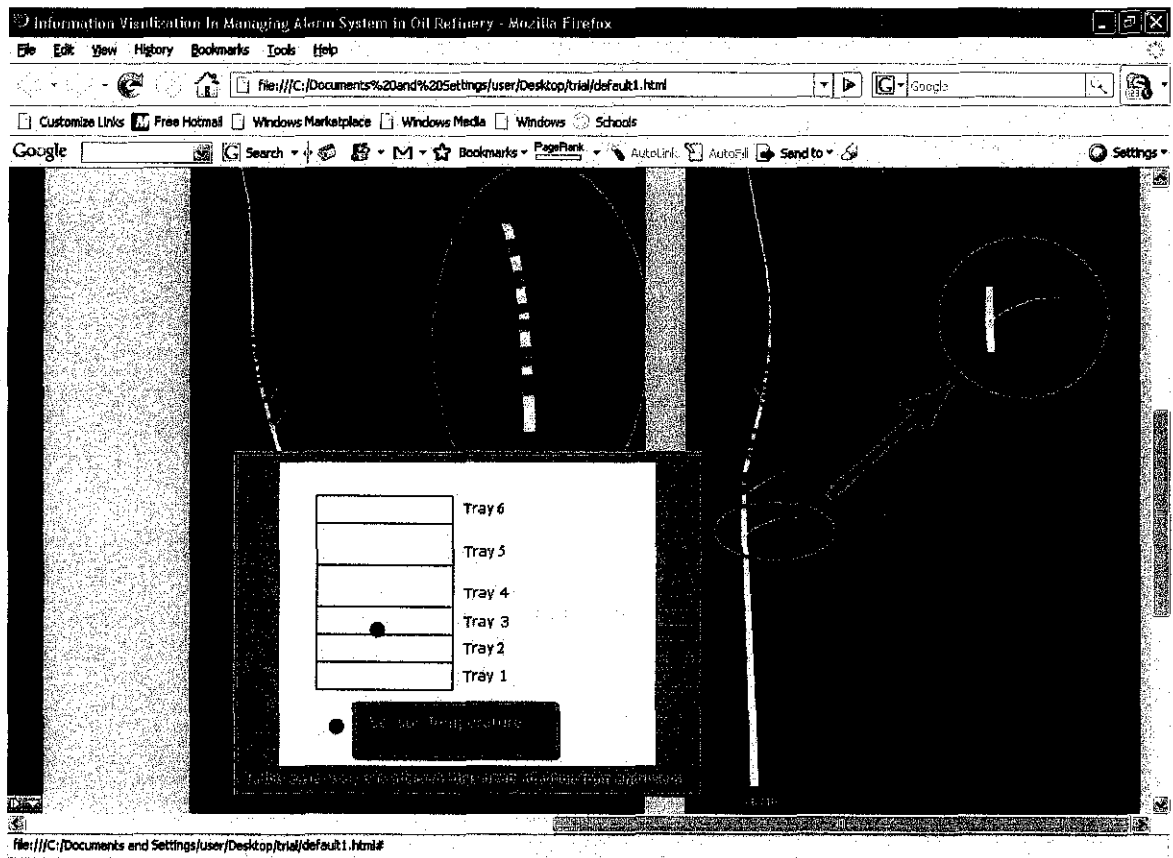 Information Visulization In Managing Alarm System in Oil Refinery - Mozilla Firefox
File Edit View History Bookmarks Tools Help
file:///C:/Documents%20and%20Settings/user/Desktop/trial/default1.html
Google
Customize Links Free Hotmail Windows Marketplace Windows Media Windows Schools
Google Search Bookmarks PageRank AutoLink AutoFill Send to Settings
Tray 6
Tray 5
Tray 4
Tray 3
Tray 2
Tray 1
Temperature
file:///C:/Documents and Settings/user/Desktop/trial/default1.html#